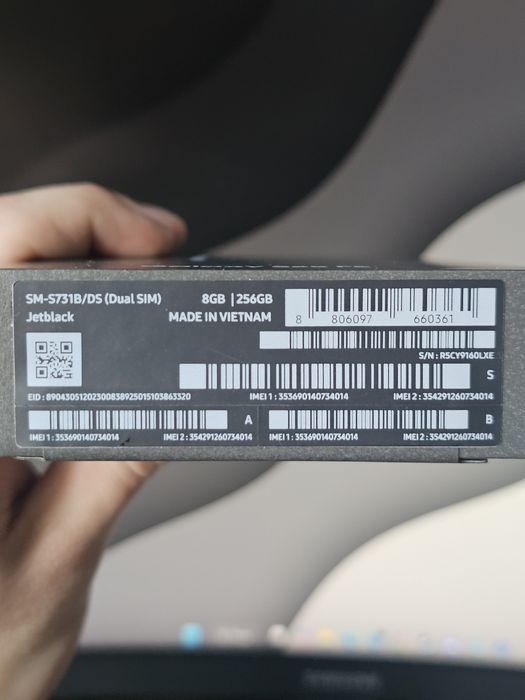 SM-S731B/DS (Dual SIM)
8GB | 256GB
Jetblack
MADE IN VIETNAM
8 806097 660361
S/N : R5CY9160LXE
S
EID : 89043051202300838925015103863320
IMEI 1 : 353690140734014
IMEI 2 : 354291260734014
A
B
IMEI 1 : 353690140734014
IMEI 2 : 354291260734014
IMEI 1 : 353690140734014
IMEI 2 : 354291260734014